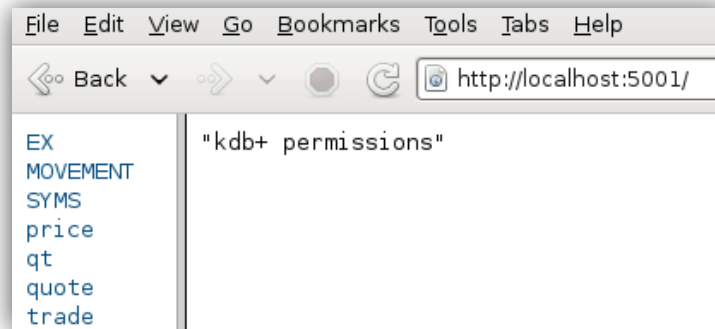 File Edit View Go Bookmarks Tools Tabs Help
Back http://localhost:5001/
EX
MOVEMENT
SYMS
price
qt
quote
trade
"kdb+ permissions"